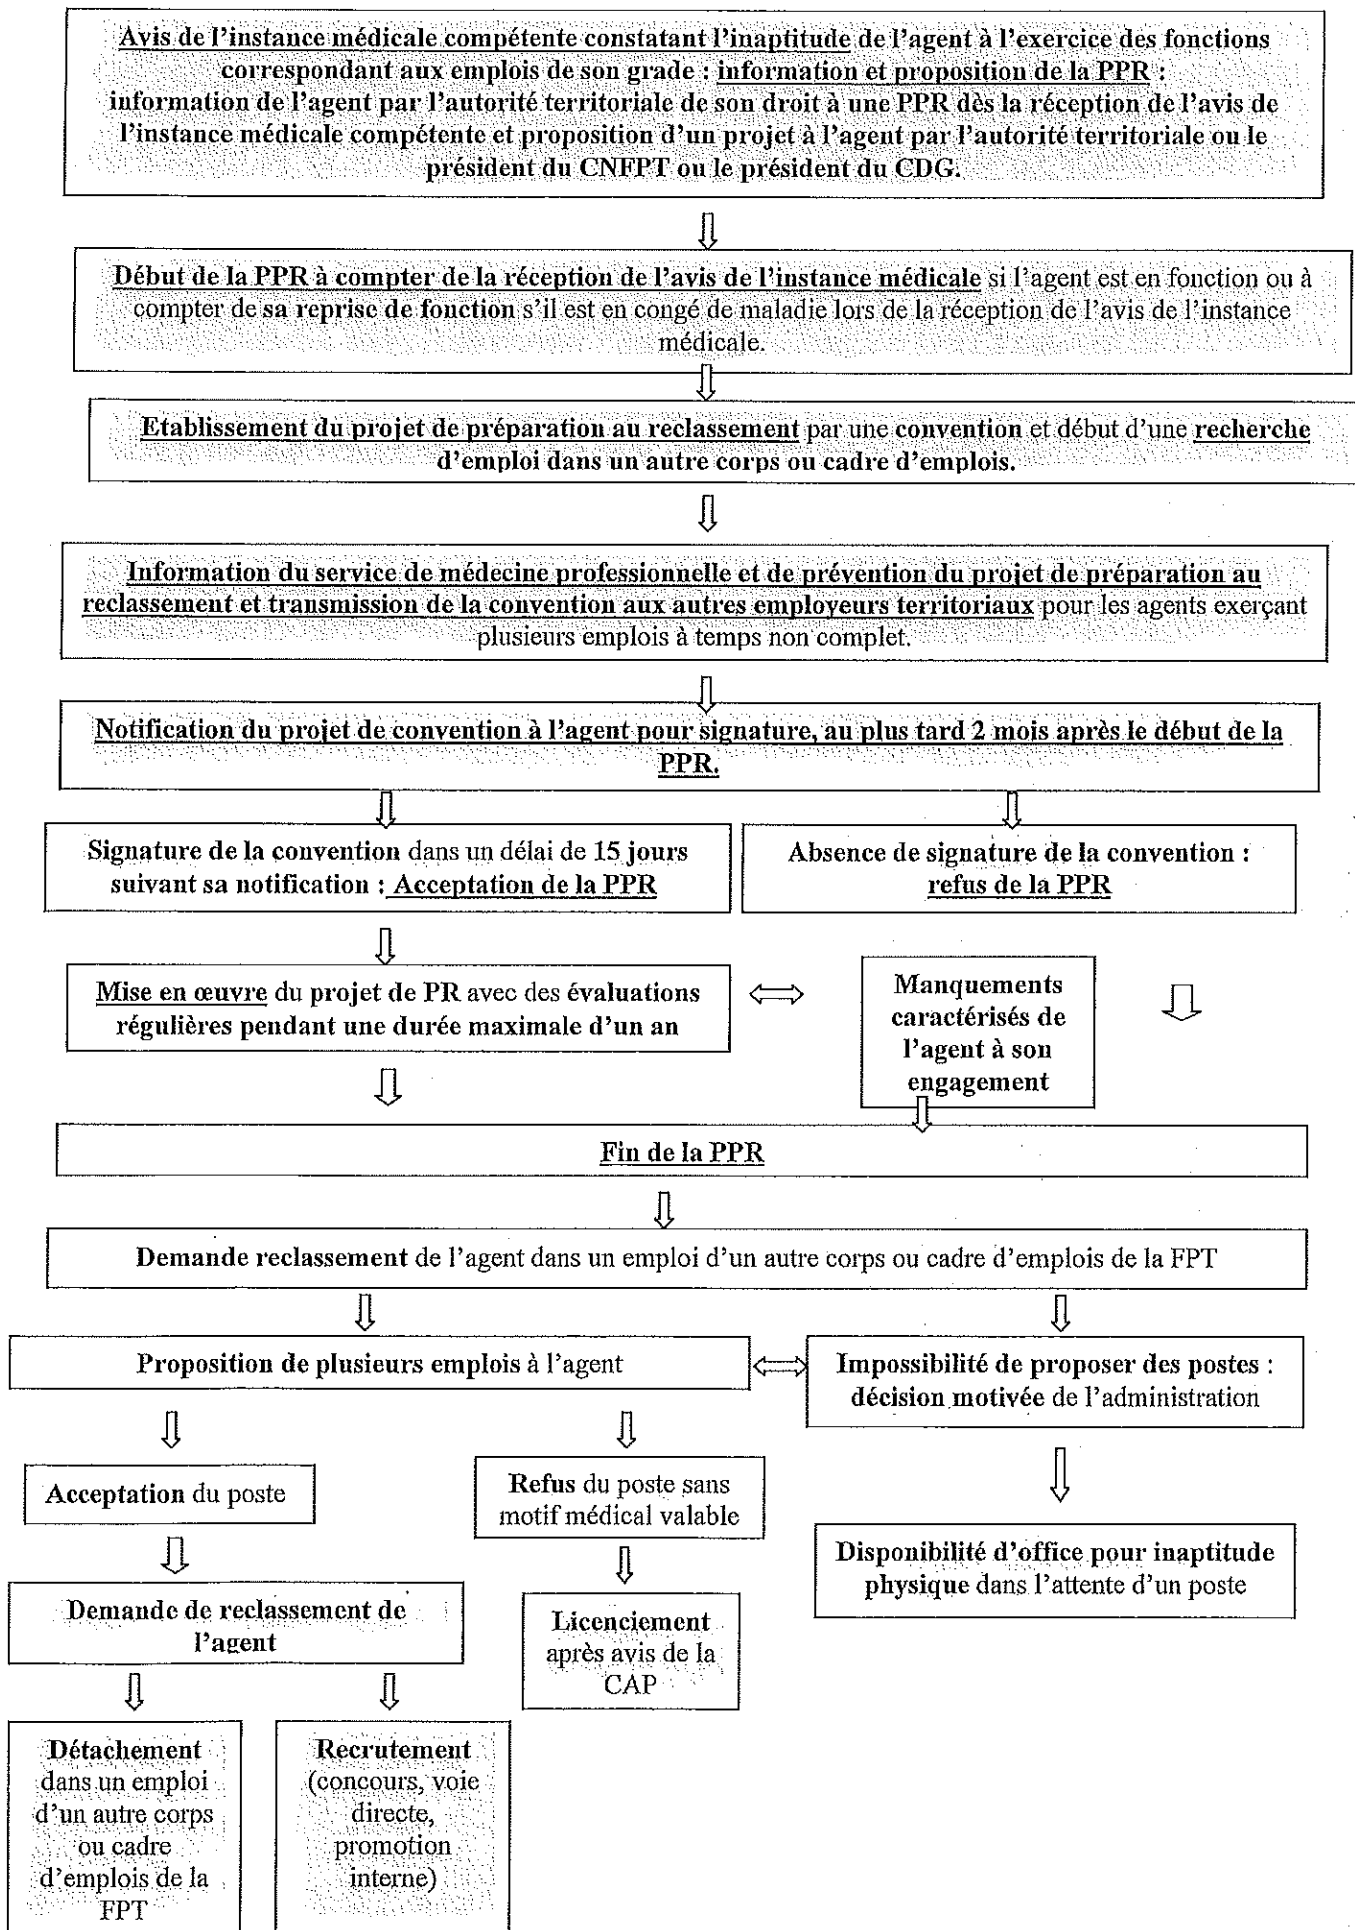 Avis de l'instance médicale compétente constatant l'inaptitude de l'agent à l'exercice des fonctions
correspondant aux emplois de son grade : information et proposition de la PPR :
information de l'agent par l'autorité territoriale de son droit à une PPR dès la réception de l'avis de
l'instance médicale compétente et proposition d'un projet à l'agent par l'autorité territoriale ou le
président du CNFPT ou le président du CDG.
Début de la PPR à compter de la réception de l'avis de l'instance médicale si l'agent est en fonction ou à
compter de sa reprise de fonction s'il est en congé de maladie lors de la réception de l'avis de l'instance
médicale.
Etablissement du projet de préparation au reclassement par une convention et début d'une recherche
d'emploi dans un autre corps ou cadre d'emplois.
Information du service de médecine professionnelle et de prévention du projet de préparation au
reclassement et transmission de la convention aux autres employeurs territoriaux pour les agents exerçant
plusieurs emplois à temps non complet.
Notification du projet de convention à l'agent pour signature, au plus tard 2 mois après le début de la
PPR.
Signature de la convention dans un délai de 15 jours
suivant sa notification : Acceptation de la PPR
Absence de signature de la convention :
refus de la PPR
Mise en œuvre du projet de PR avec des évaluations
régulières pendant une durée maximale d'un an
Manquements
caractérisés de
l'agent à son
engagement
Fin de la PPR
Demande reclassement de l'agent dans un emploi d'un autre corps ou cadre d'emplois de la FPT
Proposition de plusieurs emplois à l'agent
Impossibilité de proposer des postes :
décision motivée de l'administration
Acceptation du poste
Refus du poste sans
motif médical valable
Disponibilité d'office pour inaptitude
physique dans l'attente d'un poste
Demande de reclassement de
l'agent
Licenciement
après avis de la
CAP
Détachement
dans un emploi
d'un autre corps
ou cadre
d'emplois de la
FPT
Recrutement
(concours, voie
directe,
promotion
interne)